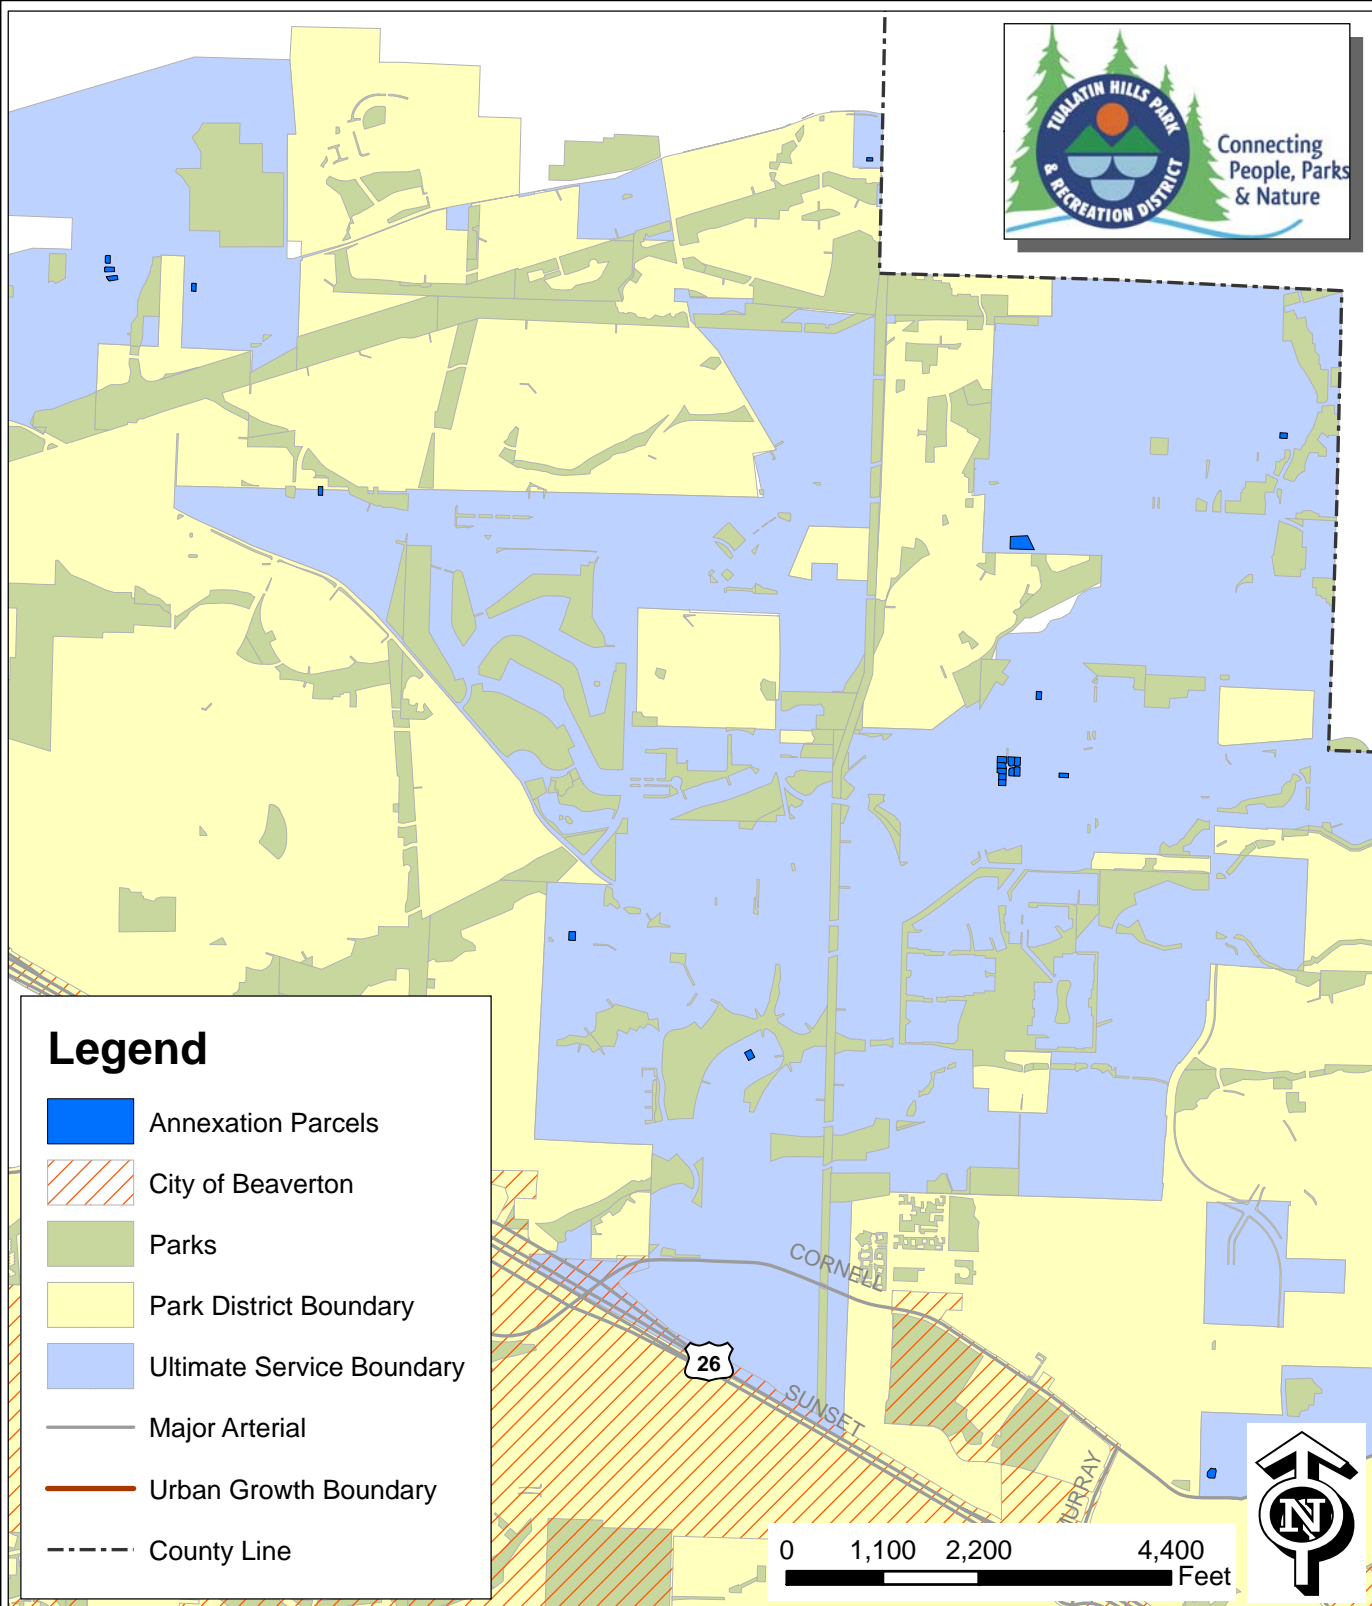 TUALATIN HILLS PARK
& RECREATION DISTRICT
Connecting
People, Parks
& Nature
CORNELL
26
SUNSET
MURRAY
Legend
Annexation Parcels
City of Beaverton
Parks
Park District Boundary
Ultimate Service Boundary
Major Arterial
Urban Growth Boundary
County Line
0 1,100 2,200 4,400
Feet
N